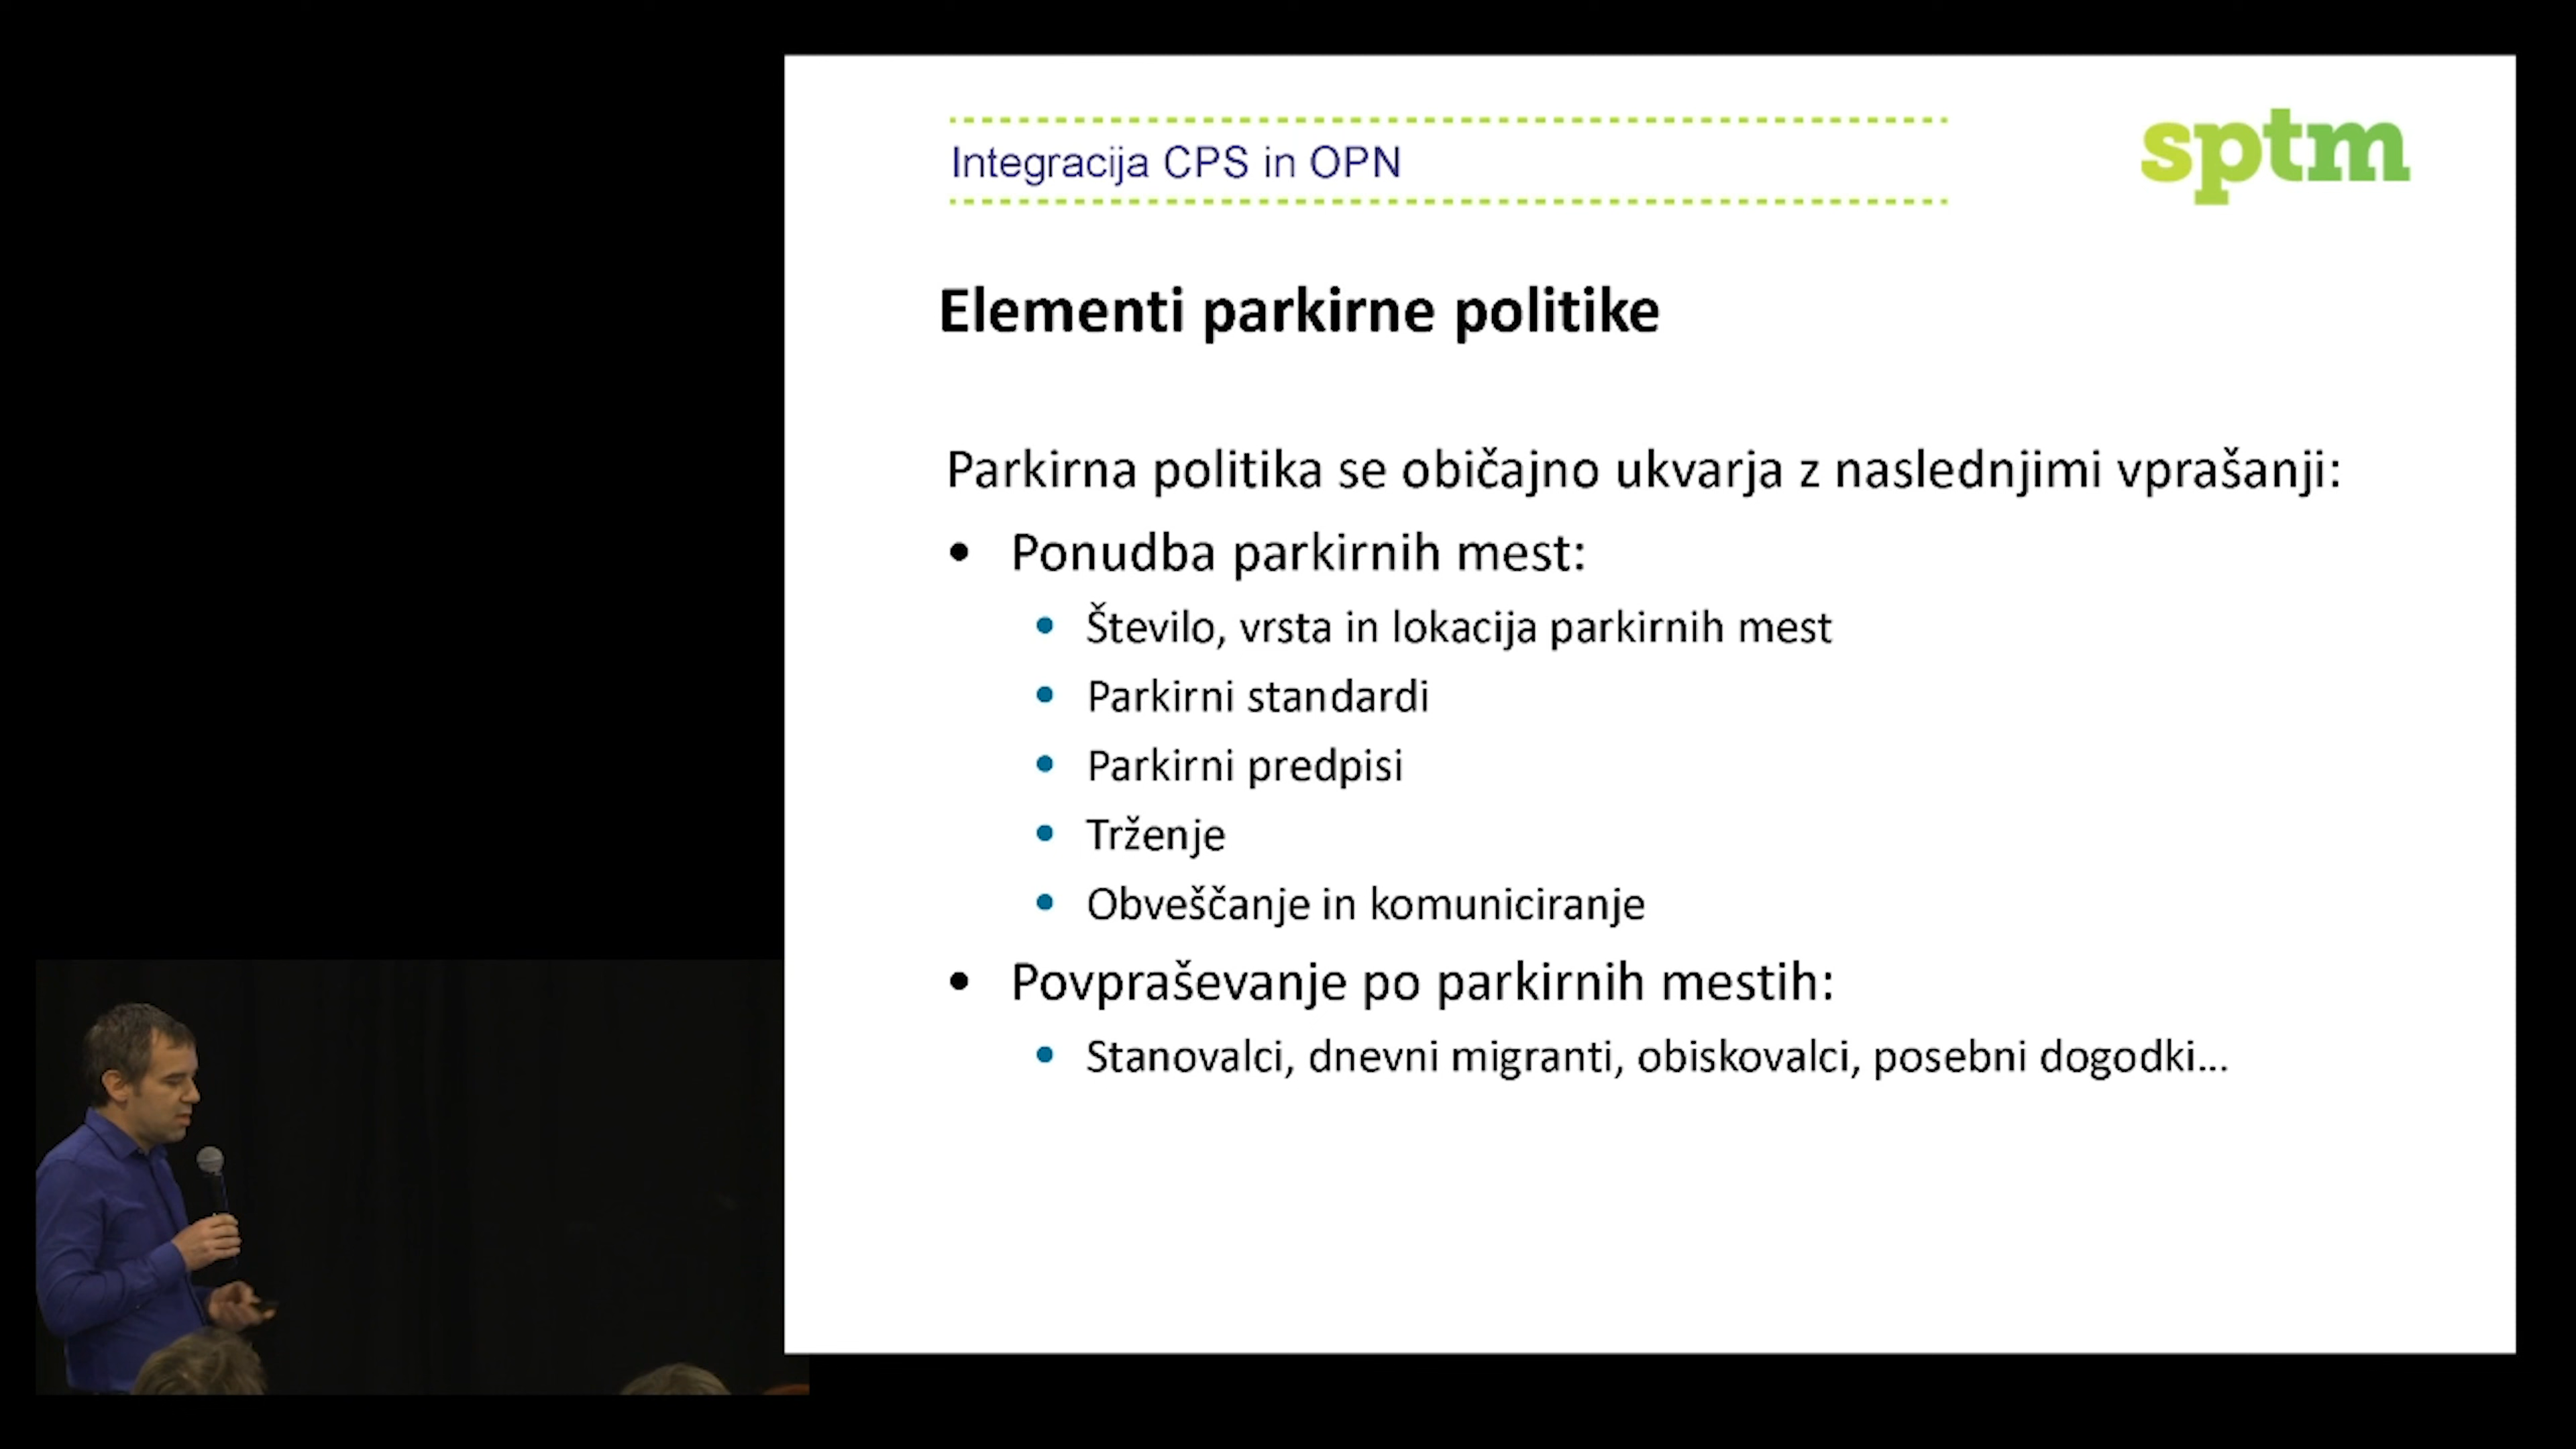 Integracija CPS in OPN
sptm
Elementi parkirne politike
Parkirna politika se običajno ukvarja z naslednjimi vprašanji:
• Ponudba parkirnih mest:
• Število, vrsta in lokacija parkirnih mest
• Parkirni standardi
• Parkirni predpisi
• Trženje
• Obveščanje in komuniciranje
• Povpraševanje po parkirnih mestih:
• Stanovalci, dnevni migranti, obiskovalci, posebni dogodki...